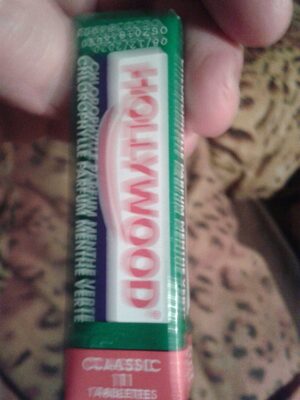 HOLLYWOOD®
CHLOROPHYLLE PARFUM MENTHE VERTE
CLASSIC
11
TABLETTES